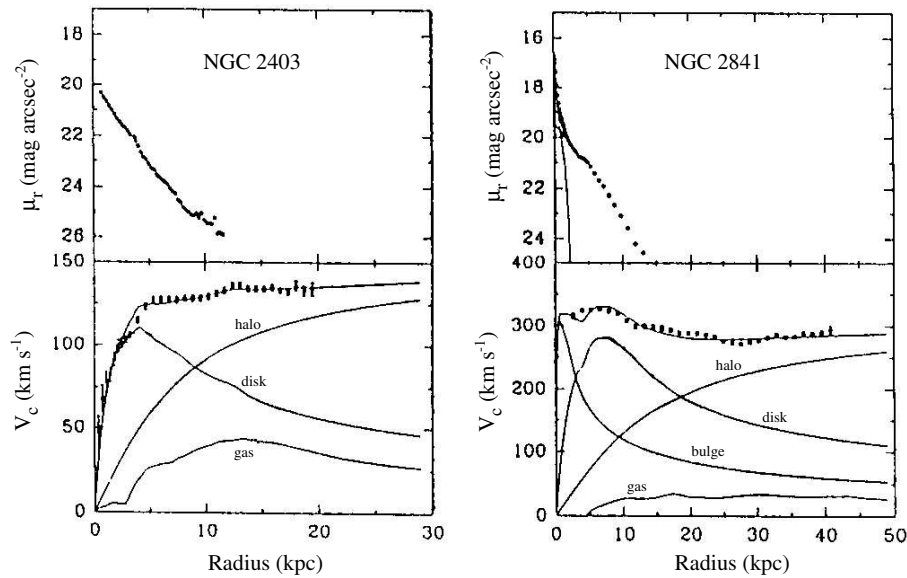 NGC 2403
μr (mag arcsec-2)
18
20
22
24
26
150
100
50
0
Vc (km s-1)
halo
disk
gas
0
10
20
30
Radius (kpc)
NGC 2841
μr (mag arcsec-2)
16
18
20
22
24
400
300
200
100
0
Vc (km s-1)
halo
disk
bulge
gas
0
10
20
30
40
50
Radius (kpc)